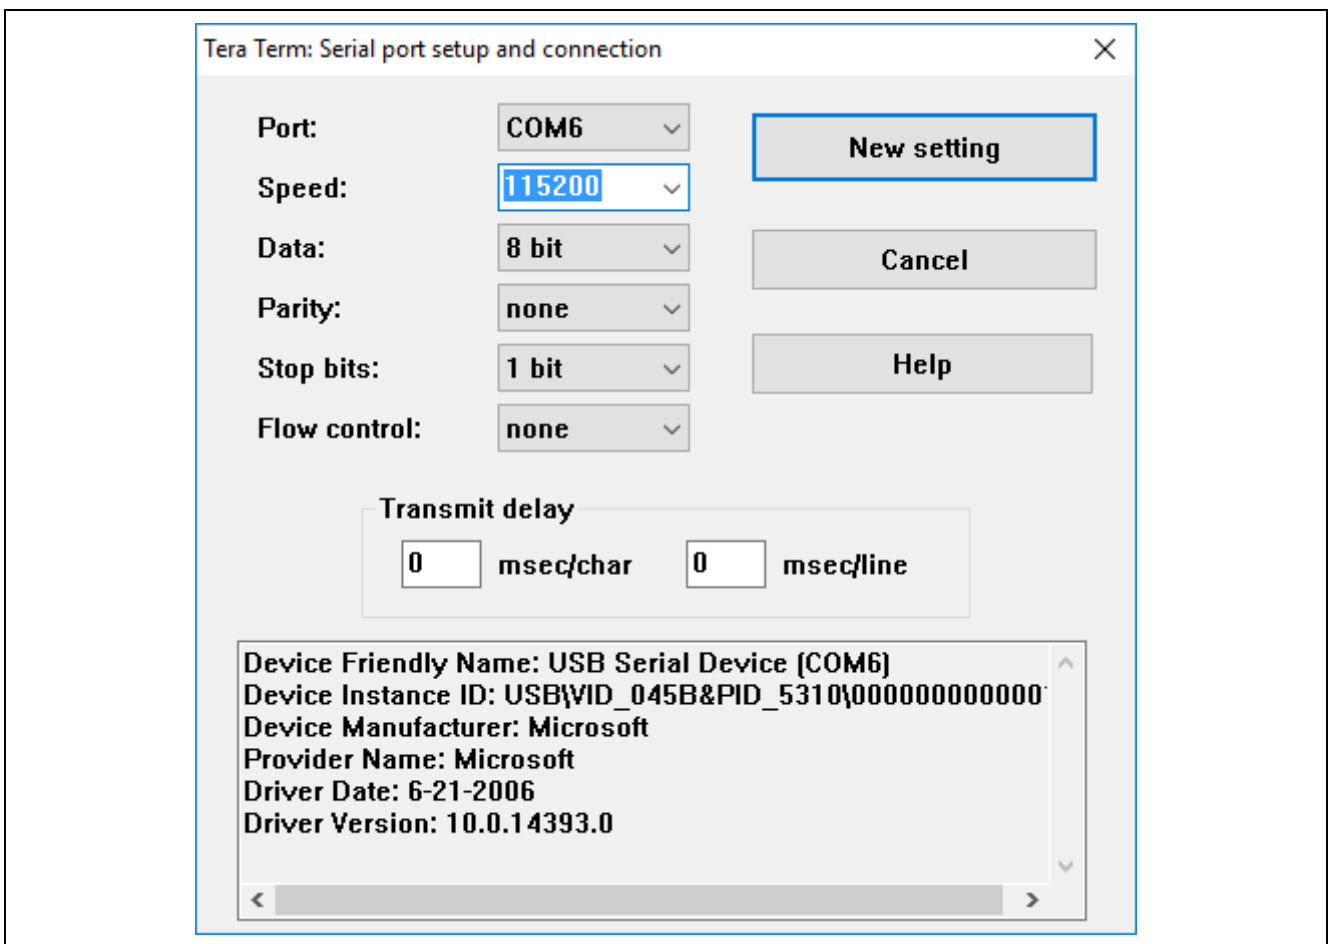 Tera Term: Serial port setup and connection
Port: COM6
New setting
Speed: 115200
Data: 8 bit
Cancel
Parity: none
Stop bits: 1 bit
Help
Flow control: none
Transmit delay
0 msec/char 0 msec/line
Device Friendly Name: USB Serial Device (COM6)
Device Instance ID: USB\VID_045B&PID_5310\000000000000
Device Manufacturer: Microsoft
Provider Name: Microsoft
Driver Date: 6-21-2006
Driver Version: 10.0.14393.0